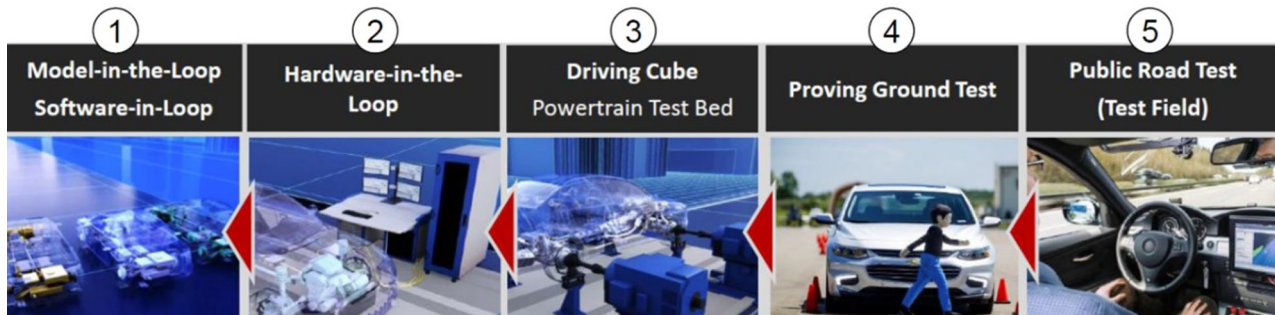 1
Model-in-the-Loop
Software-in-Loop
2
Hardware-in-the-
Loop
3
Driving Cube
Powertrain Test Bed
4
Proving Ground Test
5
Public Road Test
(Test Field)